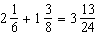 2 1/6 + 1 3/8 = 3 13/24